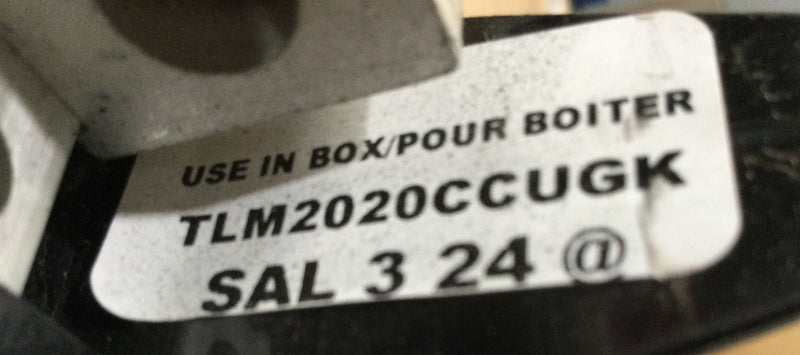 USE IN BOX/POUR BOITER
TLM2020CCUGK
SAL 3 24 @